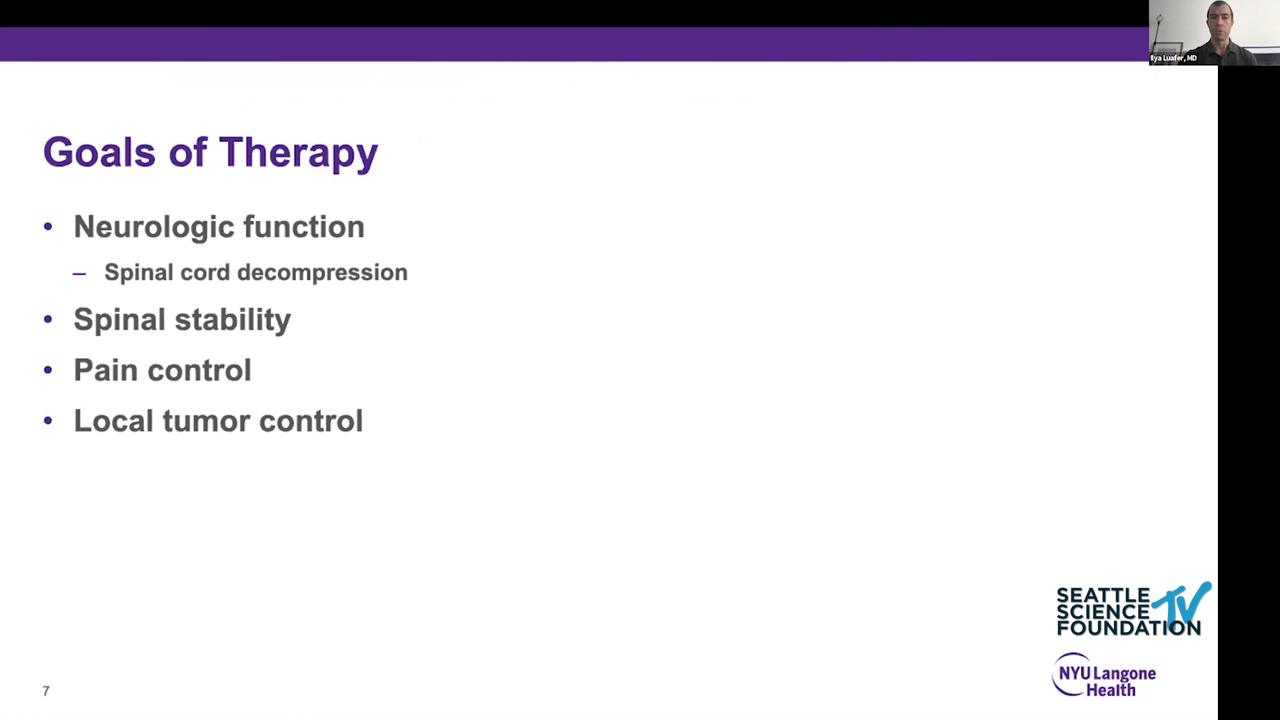 Ilya Luafer, MD
Goals of Therapy
• Neurologic function
– Spinal cord decompression
• Spinal stability
• Pain control
• Local tumor control
SEATTLE
SCIENCE TV
FOUNDATION
NYU Langone
Health
7